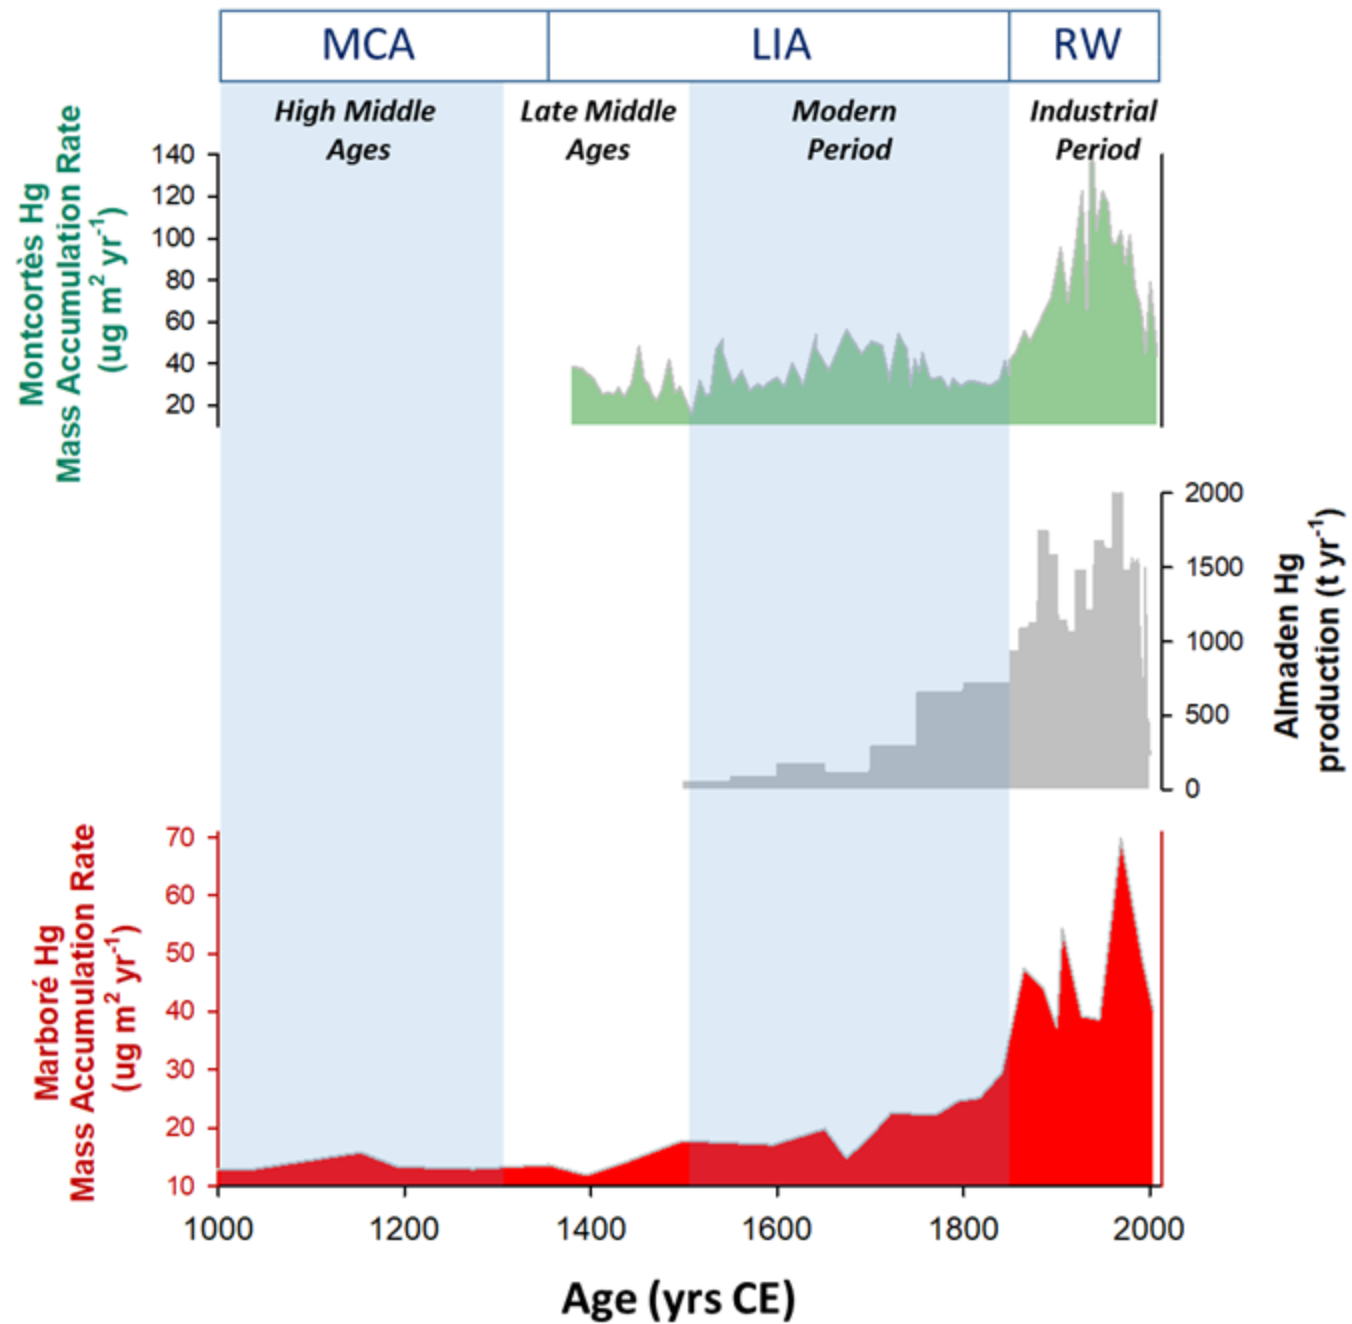 MCA LIA RW
High Middle Ages
Late Middle Ages
Modern Period
Industrial Period
Montcortès Hg
Mass Accumulation Rate
(ug m² yr⁻¹)
140
120
100
80
60
40
20
2000
1500
1000
500
0
Almaden Hg
production (t yr⁻¹)
Marboré Hg
Mass Accumulation Rate
(ug m² yr⁻¹)
70
60
50
40
30
20
10
1000 1200 1400 1600 1800 2000
Age (yrs CE)